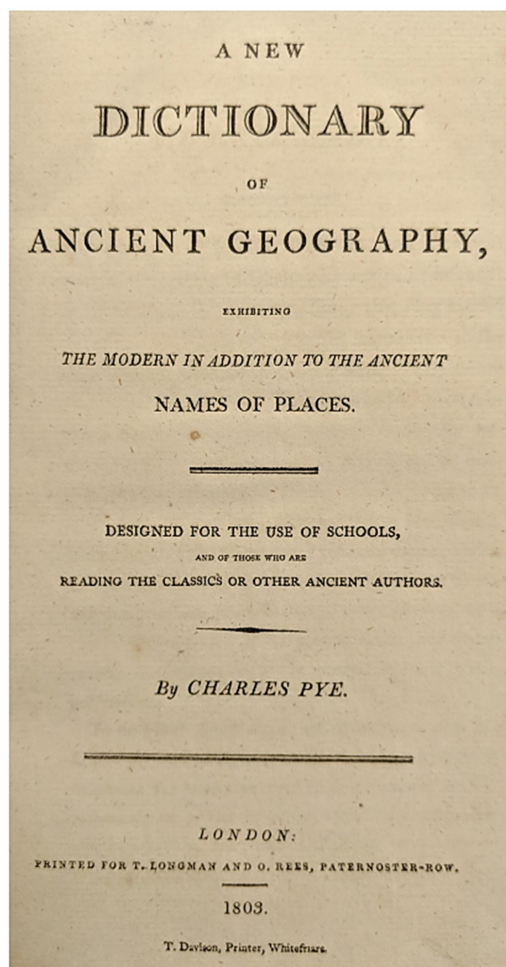 A NEW
DICTIONARY
OF
ANCIENT GEOGRAPHY,
EXHIBITING
THE MODERN IN ADDITION TO THE ANCIENT
NAMES OF PLACES.
DESIGNED FOR THE USE OF SCHOOLS,
AND OF THOSE WHO ARE
READING THE CLASSICS OR OTHER ANCIENT AUTHORS.
By CHARLES PYE.
LONDON:
PRINTED FOR T. LONGMAN AND O. REES, PATERNOSTER-ROW.
1803.
T. Davison, Printer, Whitefriars.